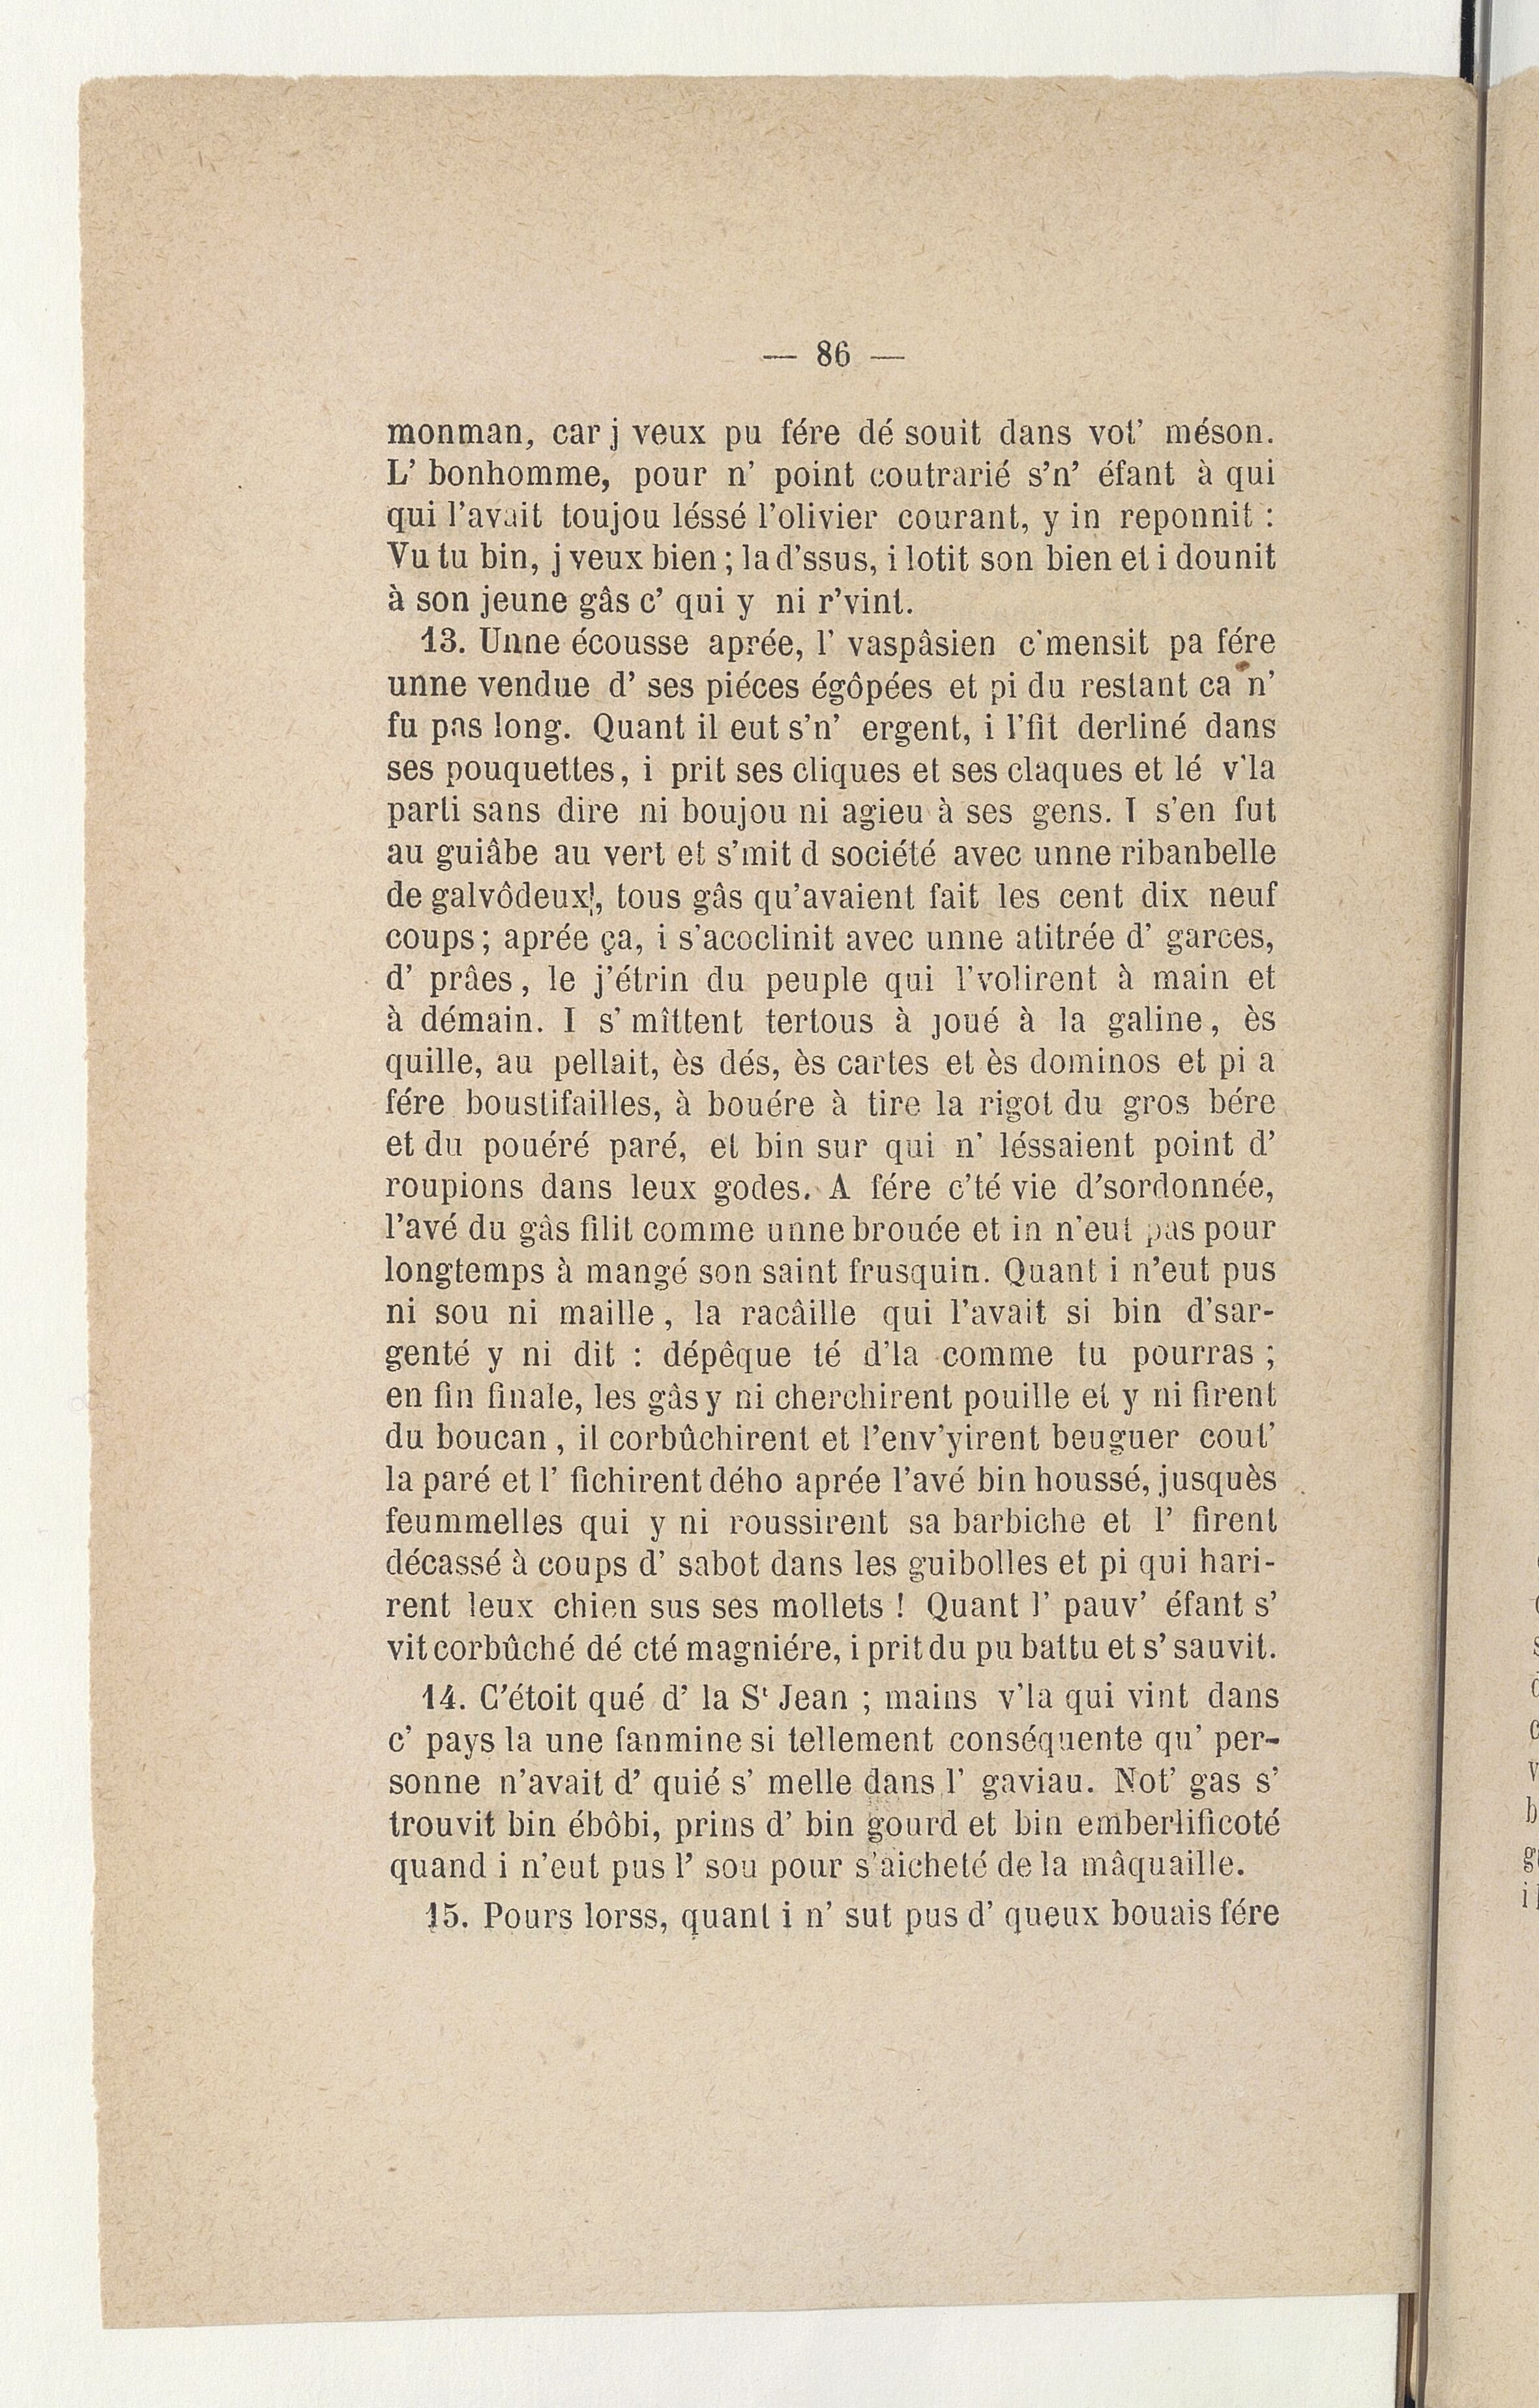 — 86 —
monman, car j veux pu fére dé souit dans vot' méson.
L' bonhomme, pour n' point coutrarié s'n' éfant à qui
qui l'avait toujou léssé l'olivier courant, y in reponnit :
Vu tu bin, j veux bien ; la d'ssus, i lotit son bien et i dounit
à son jeune gâs c' qui y ni r'vint.
13. Unne écousse aprée, l' vaspâsien c'mensit pa fére
unne vendue d' ses piéces égôpées et pi du restant ca n'
fu pas long. Quant il eut s'n' ergent, i l'fit derliné dans
ses pouquettes, i prit ses cliques et ses claques et lé v'la
parti sans dire ni boujou ni agieu à ses gens. I s'en fut
au guiâbe au vert et s'mit d société avec unne ribanbelle
de galvôdeux!, tous gâs qu'avaient fait les cent dix neuf
coups ; aprée ça, i s'acoclinit avec unne atitrée d' garces,
d' prâes, le j'étrin du peuple qui l'volirent à main et
à démain. I s' mîttent tertous à joué à la galine, ès
quille, au pellait, ès dés, ès cartes et ès dominos et pi a
fére boustifailles, à bouére à tire la rigot du gros bére
et du pouéré paré, et bin sur qui n' léssaient point d'
roupions dans leux godes. A fére c'té vie d'sordonnée,
l'avé du gâs filit comme unne brouée et in n'eut pas pour
longtemps à mangé son saint frusquin. Quant i n'eut pus
ni sou ni maille, la racâille qui l'avait si bin d'sar-
genté y ni dit : dépêque té d'la comme tu pourras ;
en fin finale, les gâs y ni cherchirent pouille et y ni firent
du boucan, il corbûchirent et l'env'yirent beuguer cout'
la paré et l' fichirent dého aprée l'avé bin houssé, jusquès
feummelles qui y ni roussirent sa barbiche et l' firent
décassé à coups d' sabot dans les guibolles et pi qui hari-
rent leux chien sus ses mollets ! Quant l' pauv' éfant s'
vit corbûché dé cté magniére, i prit du pu battu et s' sauvit.
14. C'étoit qué d' la St Jean ; mains v'la qui vint dans
c' pays la une fanmine si tellement conséquente qu' per-
sonne n'avait d' quié s' melle dans l' gaviau. Not' gas s'
trouvit bin ébôbi, prins d' bin gourd et bin emberlificoté
quand i n'eut pus l' sou pour s'aicheté de la mâquaille.
15. Pours lorss, quant i n' sut pus d' queux bouais fére